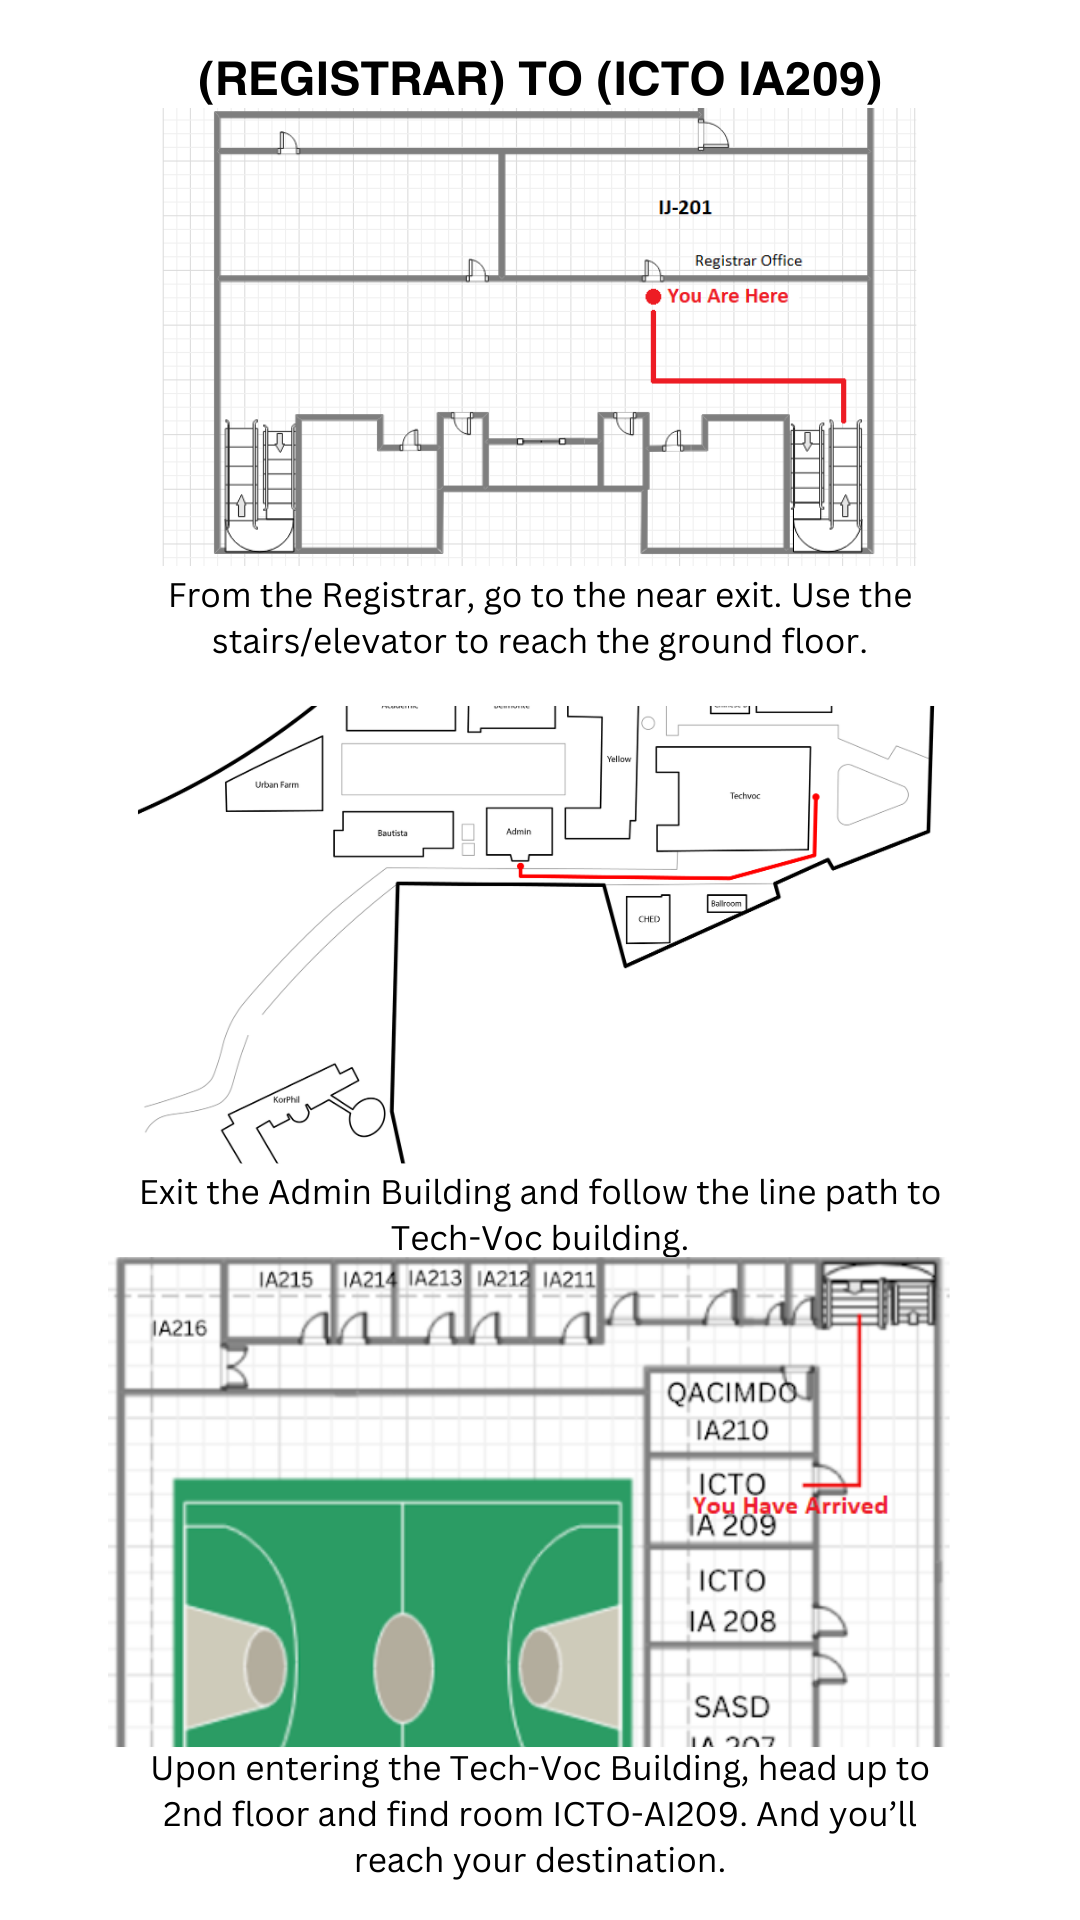 (REGISTRAR) TO (ICTO IA209)
IJ-201
Registrar Office
You Are Here
From the Registrar, go to the near exit. Use the
stairs/elevator to reach the ground floor.
Academic
Belmonte
Yellow
Urban Farm
Techvoc
Bautista
Admin
CHED
Ballroom
KorPhil
Exit the Admin Building and follow the line path to
Tech-Voc building.
IA215
IA214
IA213
IA212
IA211
IA216
QACIMDO
IA210
ICTO
You Have Arrived
IA 209
ICTO
IA 208
SASD
IA 207
Upon entering the Tech-Voc Building, head up to
2nd floor and find room ICTO-AI209. And you’ll
reach your destination.